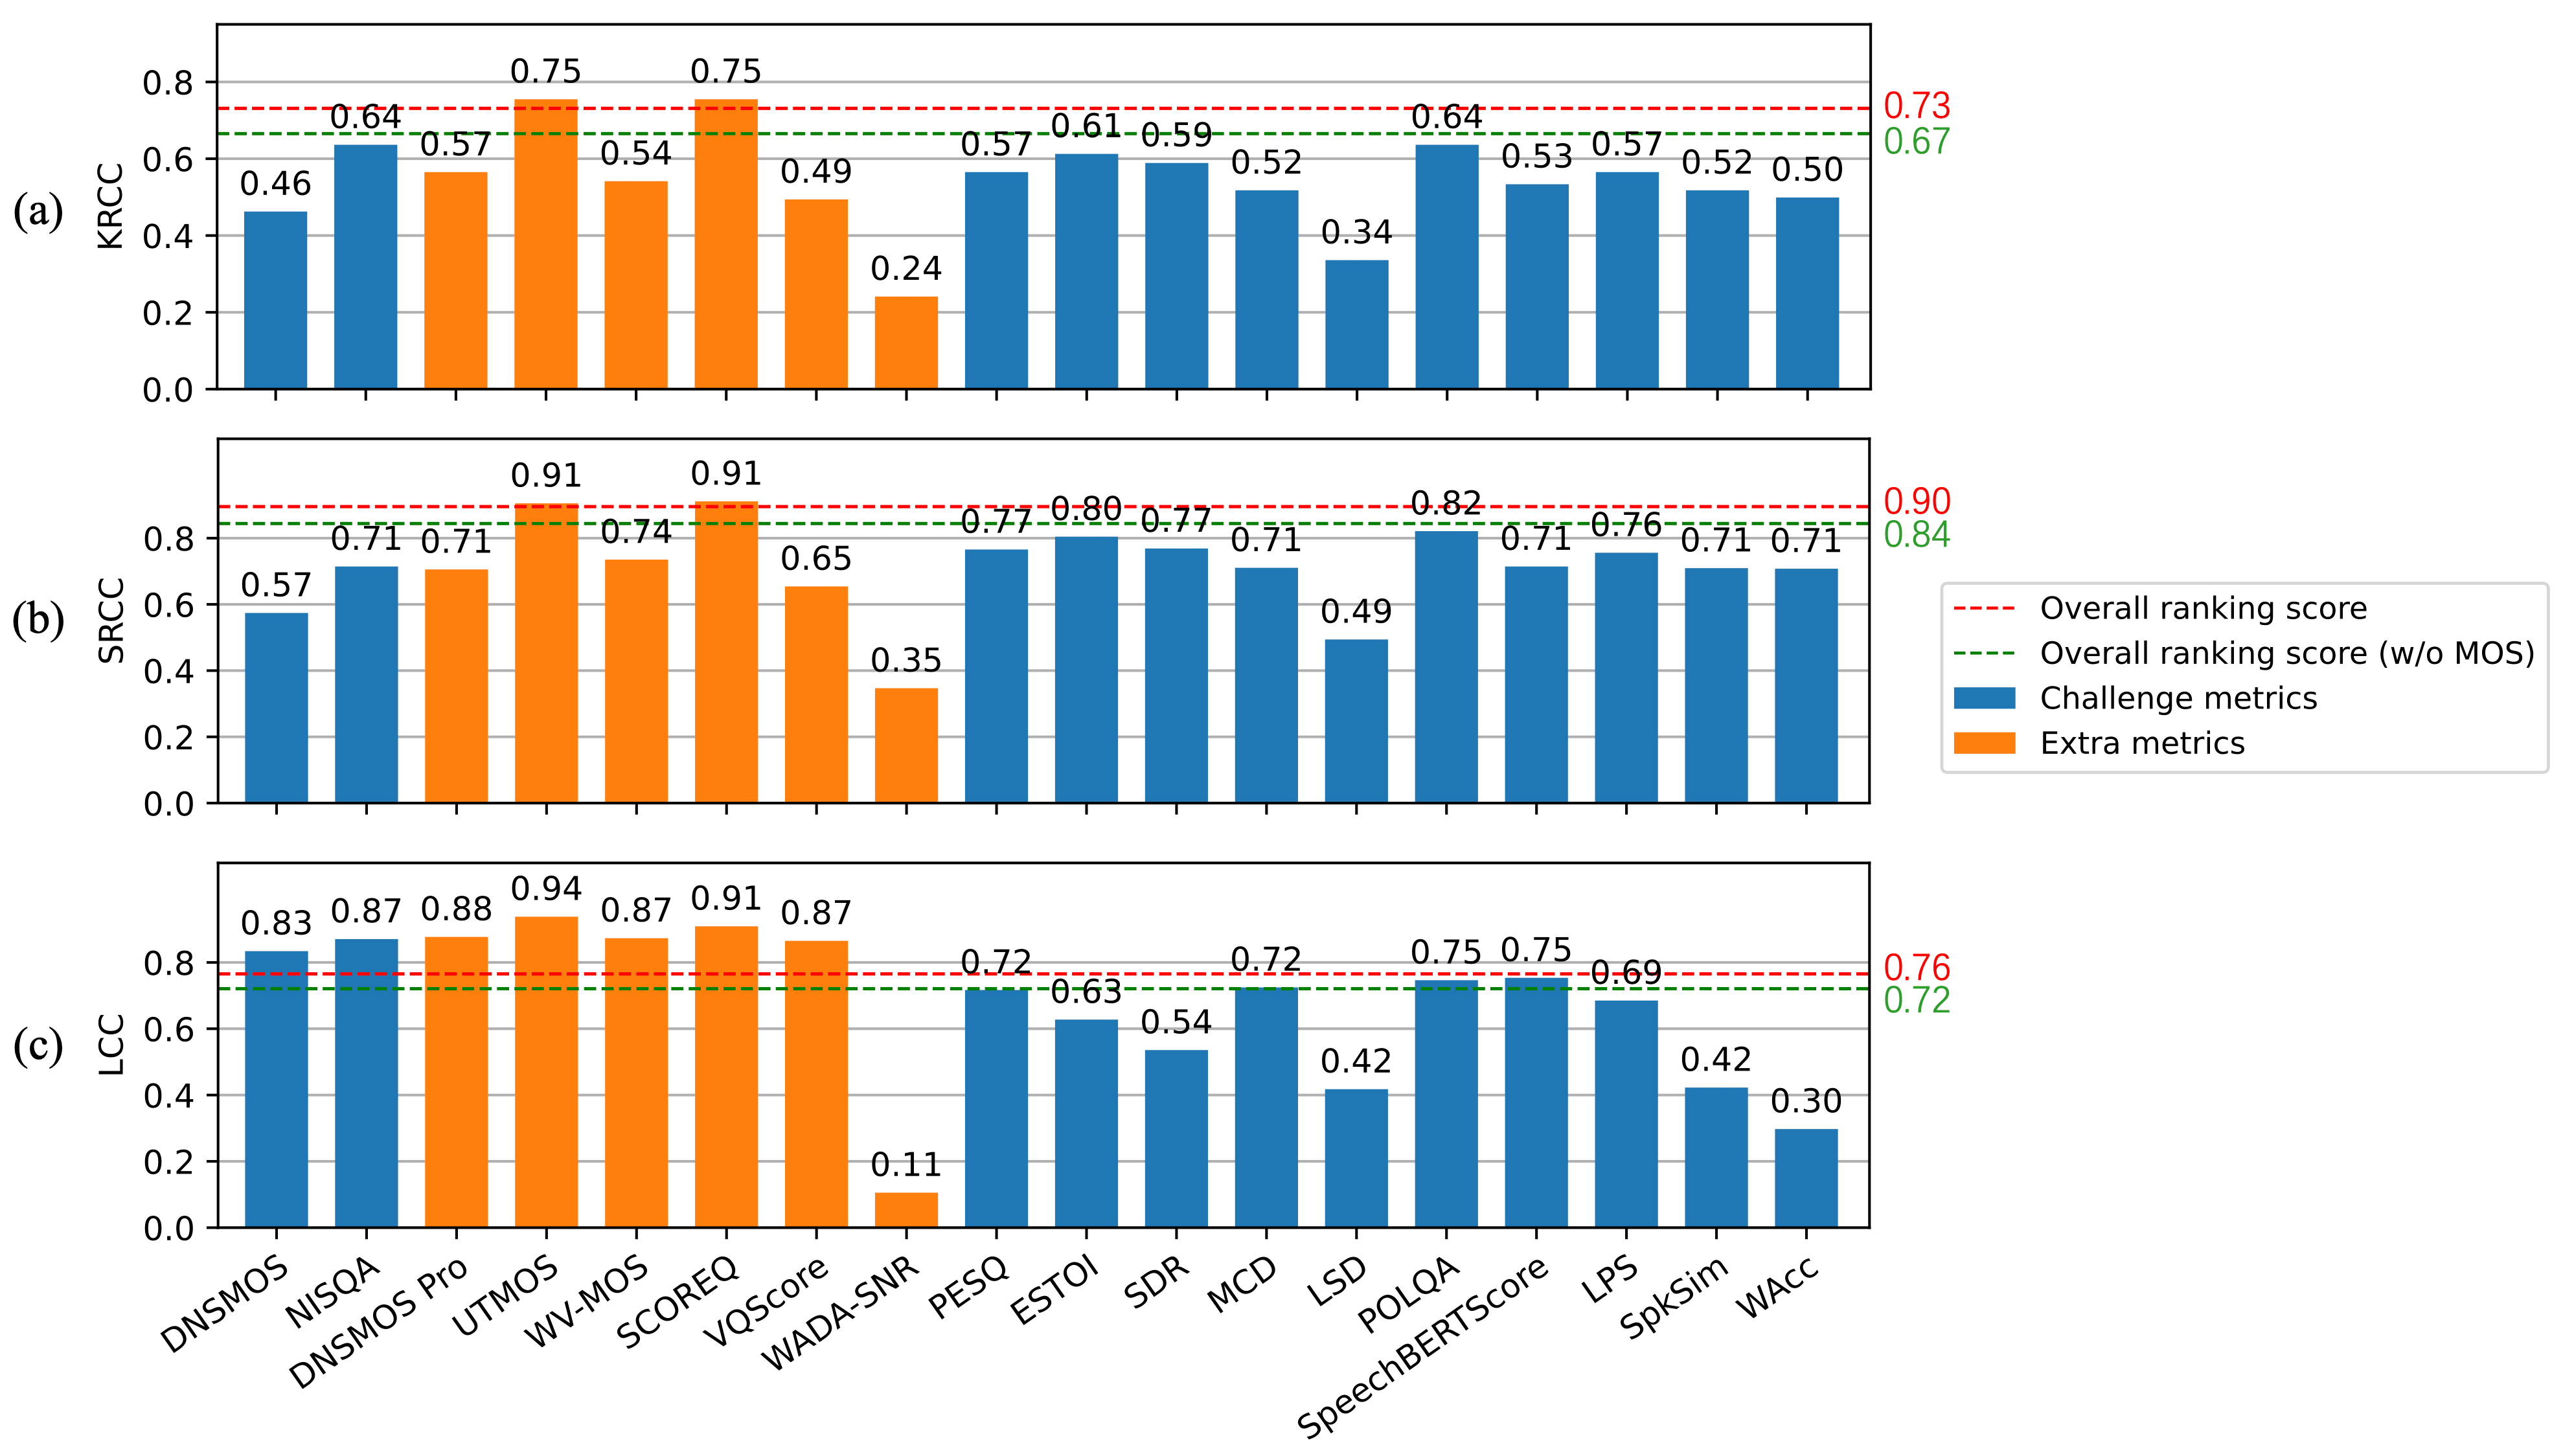 (a)
KRCC
0.8
0.6
0.4
0.2
0.0
0.46 0.64 0.57 0.75 0.54 0.75 0.49 0.24 0.57 0.61 0.59 0.52 0.34 0.64 0.53 0.57 0.52 0.50
0.73
0.67
(b)
SRCC
0.8
0.6
0.4
0.2
0.0
0.57 0.71 0.71 0.91 0.74 0.91 0.65 0.35 0.77 0.80 0.77 0.71 0.49 0.82 0.71 0.76 0.71 0.71
0.90
0.84
Overall ranking score
Overall ranking score (w/o MOS)
Challenge metrics
Extra metrics
(c)
LCC
0.8
0.6
0.4
0.2
0.0
0.83 0.87 0.88 0.94 0.87 0.91 0.87 0.11 0.72 0.63 0.54 0.72 0.42 0.75 0.75 0.69 0.42 0.30
0.76
0.72
DNSMOS
NISQA
DNSMOS Pro
UTMOS
WV-MOS
SCOREQ
VQScore
WADA-SNR
PESQ
ESTOI
SDR
MCD
LSD
POLQA
SpeechBERTScore
LPS
SpkSim
WAcc